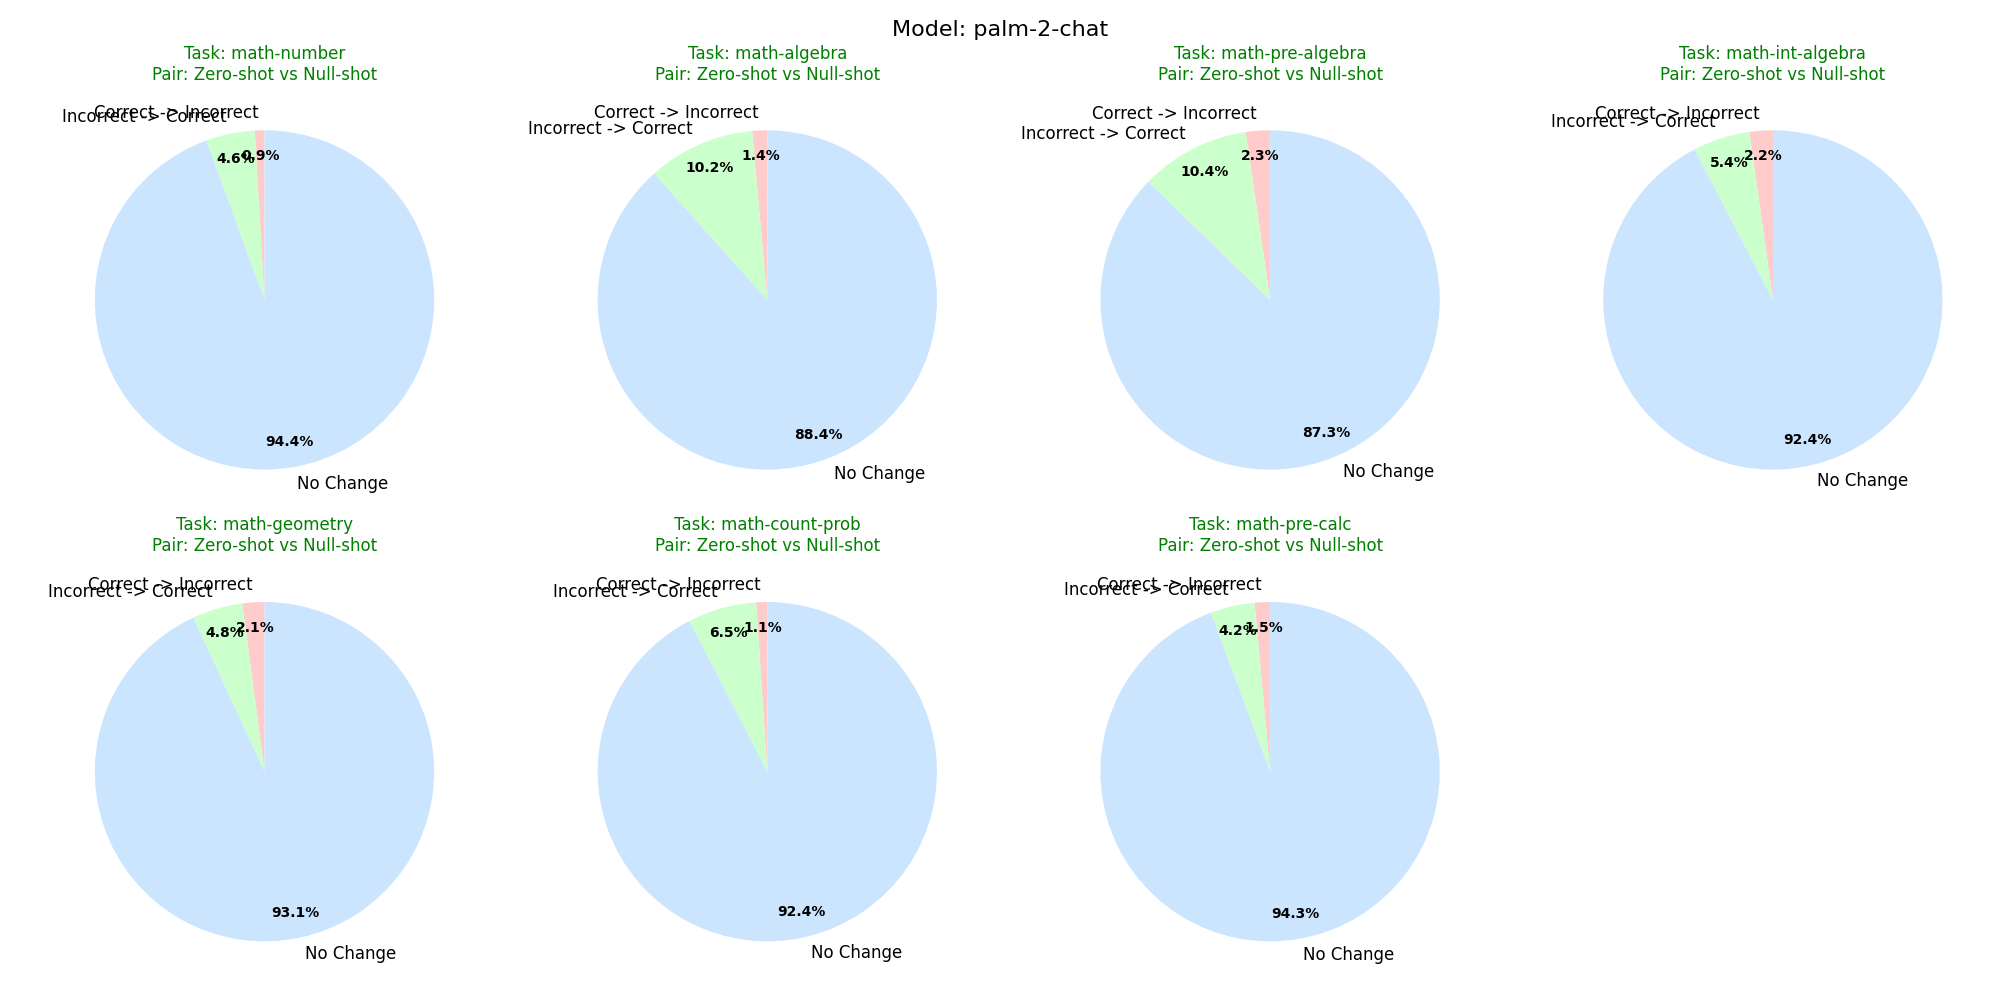 Model: palm-2-chat
Task: math-number
Pair: Zero-shot vs Null-shot
Correct -> Incorrect
Incorrect -> Correct
4.6%
0.9%
94.4%
No Change
Task: math-algebra
Pair: Zero-shot vs Null-shot
Correct -> Incorrect
Incorrect -> Correct
1.4%
10.2%
88.4%
No Change
Task: math-pre-algebra
Pair: Zero-shot vs Null-shot
Correct -> Incorrect
Incorrect -> Correct
2.3%
10.4%
87.3%
No Change
Task: math-int-algebra
Pair: Zero-shot vs Null-shot
Correct -> Incorrect
Incorrect -> Correct
2.2%
5.4%
92.4%
No Change
Task: math-geometry
Pair: Zero-shot vs Null-shot
Correct -> Incorrect
Incorrect -> Correct
2.1%
4.8%
93.1%
No Change
Task: math-count-prob
Pair: Zero-shot vs Null-shot
Correct -> Incorrect
Incorrect -> Correct
1.1%
6.5%
92.4%
No Change
Task: math-pre-calc
Pair: Zero-shot vs Null-shot
Correct -> Incorrect
Incorrect -> Correct
1.5%
4.2%
94.3%
No Change